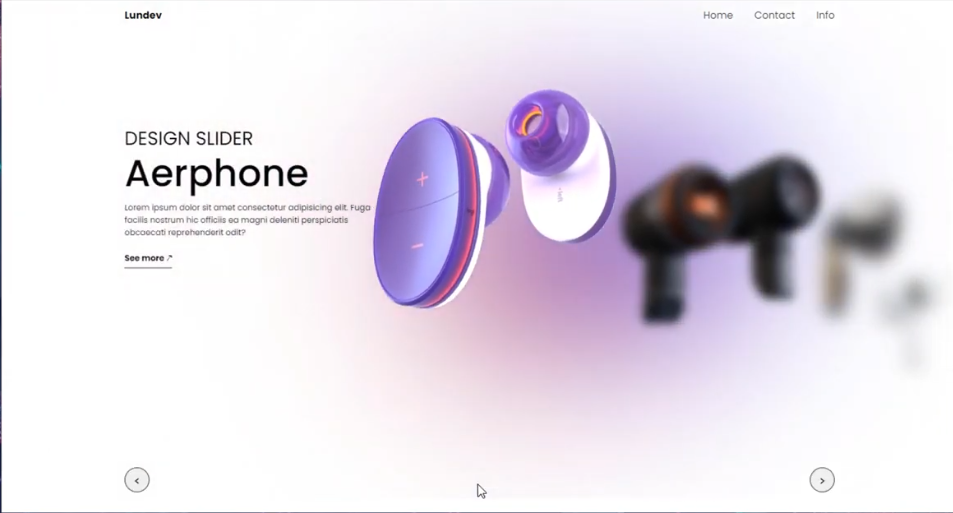 Lundev
Home Contact Info
DESIGN SLIDER
Aerphone
Lorem ipsum dolor sit amet consectetur adipisicing elit. Fuga
facilis nostrum hic officiis ea magni deleniti perspiciatis
obcaecati reprehenderit odit?
See more ↗
+
−
<
>